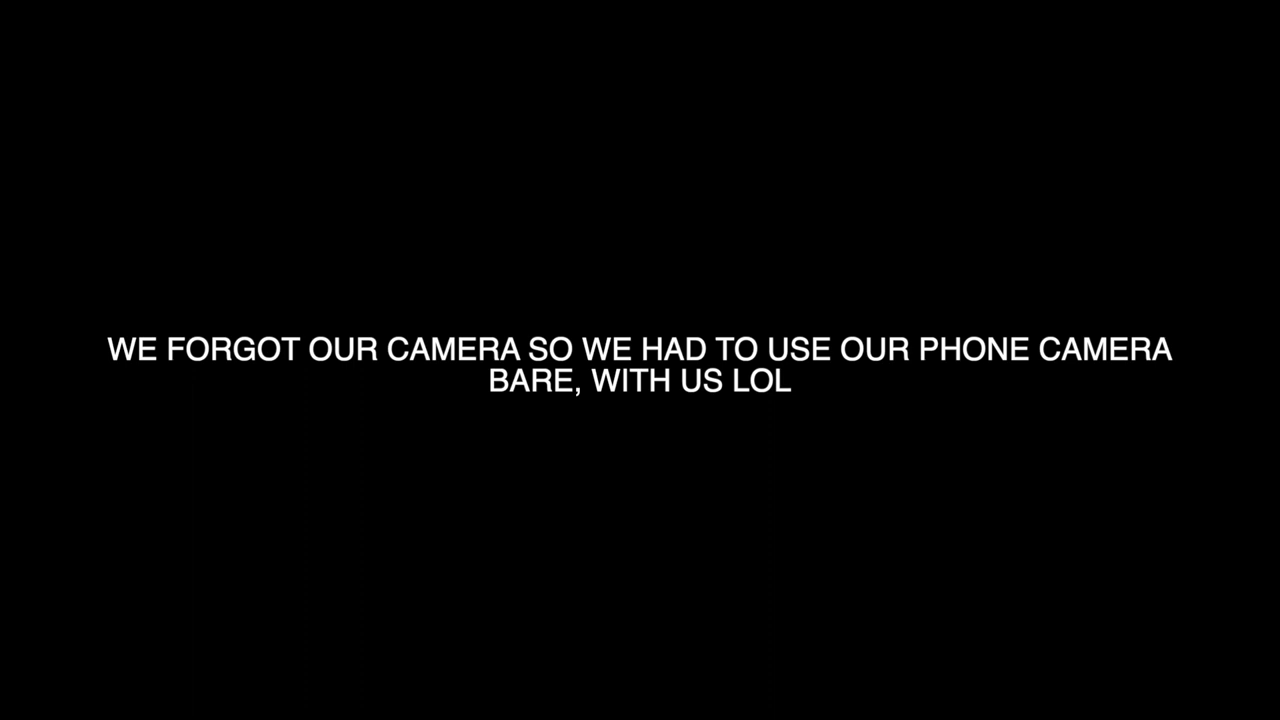 WE FORGOT OUR CAMERA SO WE HAD TO USE OUR PHONE CAMERA
BARE, WITH US LOL